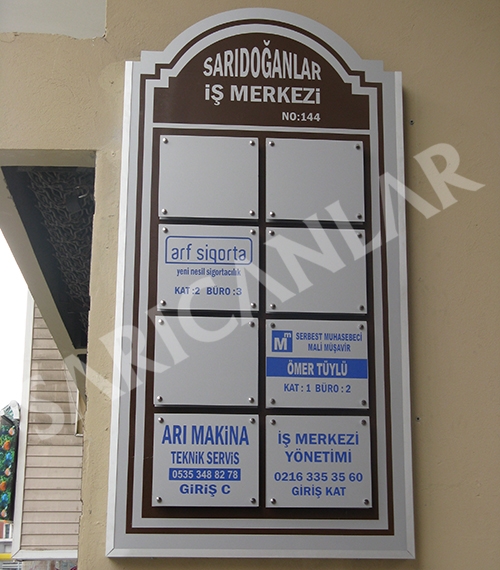 SARIDOĞANLAR
İŞ MERKEZİ
NO:144
arf sigorta
yeni nesil sigortacılık
KAT:2 BÜRO:3
Mm SERBEST MUHASEBECİ
MALİ MÜŞAVİR
ÖMER TÜYLÜ
KAT:1 BÜRO:2
ARI MAKİNA
TEKNİK SERVİS
0535 348 82 78
GİRİŞ C
İŞ MERKEZİ
YÖNETİMİ
0216 335 35 60
GİRİŞ KAT
SARICANLAR